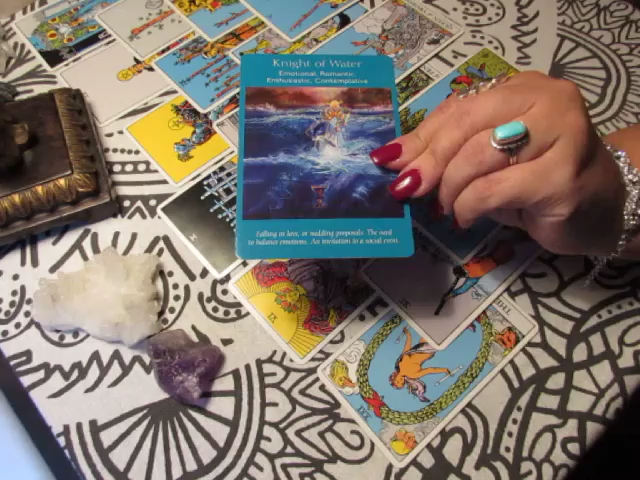 Knight of Water
Emotional, Romantic,
Enthusiastic, Contemplative
Falling in love, or wedding proposals. The need
to balance emotions. An invitation to a social event.
XXI